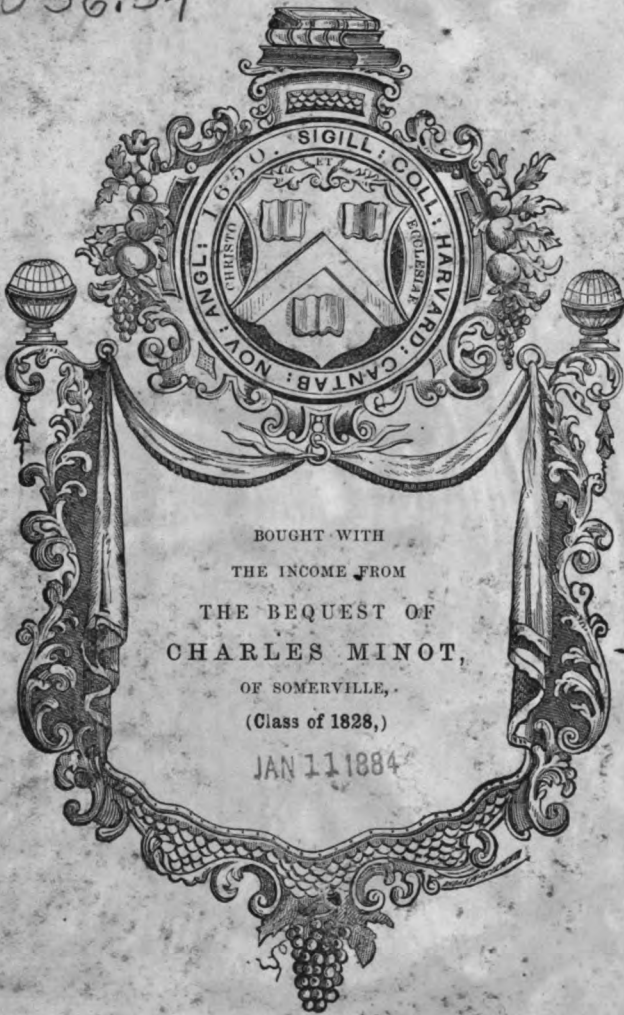 SIGILL: COLL: HARVARD: CANTAB: NOV: ANGL: 1650.
ET
CHRISTO
ECCLESIAE
BOUGHT WITH
THE INCOME FROM
THE BEQUEST OF
CHARLES MINOT,
OF SOMERVILLE,
(Class of 1828,)
JAN 11 1884